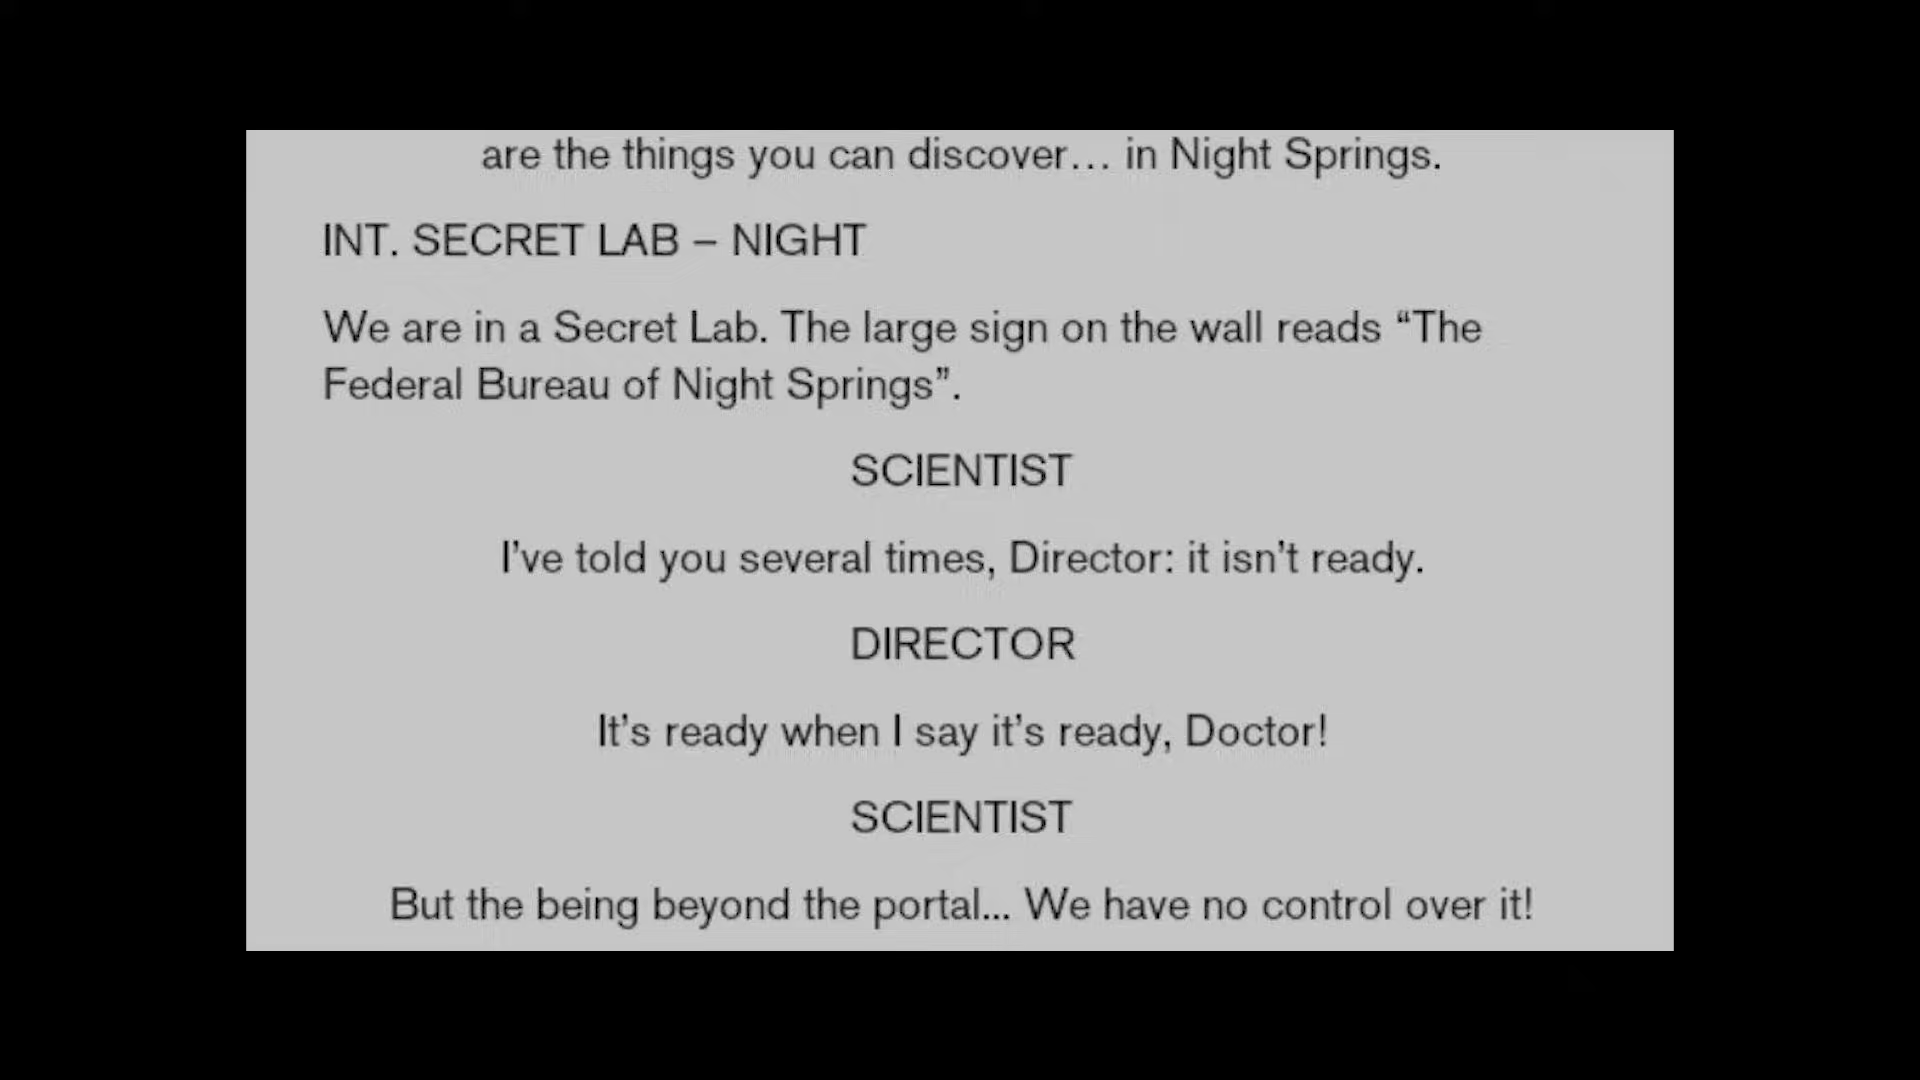 are the things you can discover… in Night Springs.
INT. SECRET LAB – NIGHT
We are in a Secret Lab. The large sign on the wall reads “The
Federal Bureau of Night Springs”.
SCIENTIST
I’ve told you several times, Director: it isn’t ready.
DIRECTOR
It’s ready when I say it’s ready, Doctor!
SCIENTIST
But the being beyond the portal... We have no control over it!